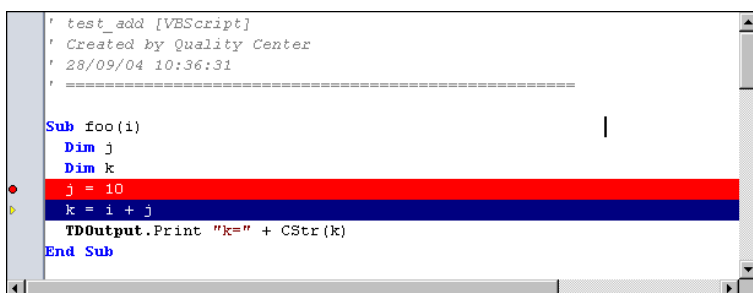 ' test_add [VBScript]
' Created by Quality Center
' 28/09/04 10:36:31
' ====================================================
Sub foo(i)
Dim j
Dim k
j = 10
k = i + j
TDOutput.Print "k=" + CStr(k)
End Sub